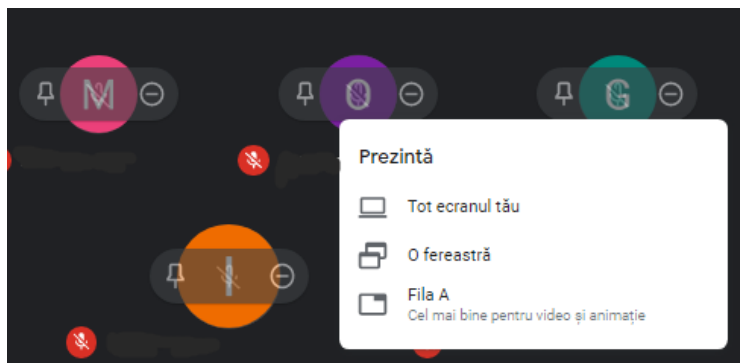 M
O
G
Prezintă
Tot ecranul tău
O fereastră
Fila A
Cel mai bine pentru video și animație
I